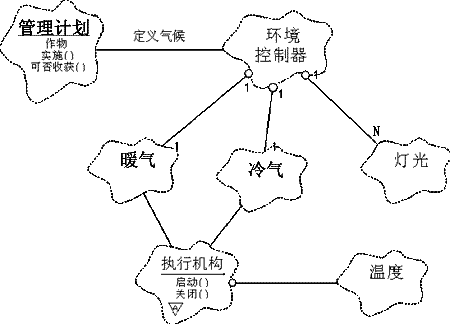 管理计划
作物
实施()
可否收获()
定义气候
环境
控制器
1
1
1
1
1
N
暖气
冷气
灯光
执行机构
启动()
关闭()
A
温度